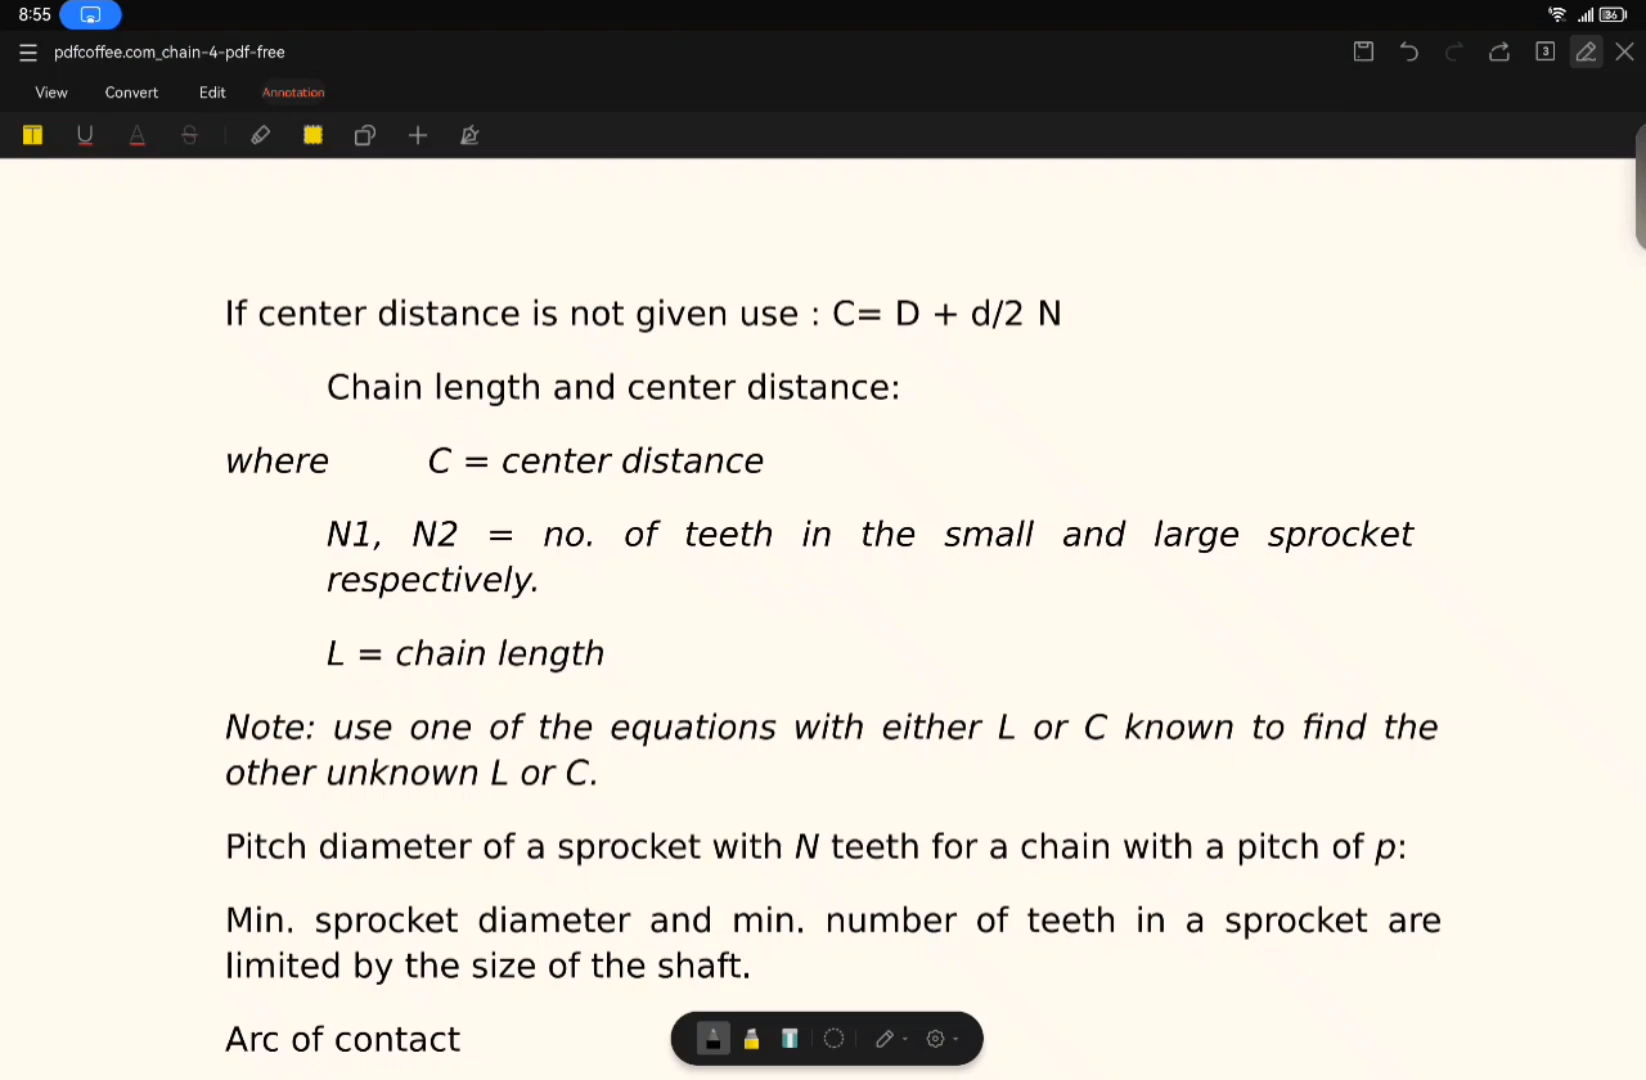 8:55
36
pdfcoffee.com_chain-4-pdf-free
3
View Convert Edit Annotation
T U A S
If center distance is not given use : C= D + d/2 N
Chain length and center distance:
where C = center distance
N1, N2 = no. of teeth in the small and large sprocket
respectively.
L = chain length
Note: use one of the equations with either L or C known to find the
other unknown L or C.
Pitch diameter of a sprocket with N teeth for a chain with a pitch of p:
Min. sprocket diameter and min. number of teeth in a sprocket are
limited by the size of the shaft.
Arc of contact